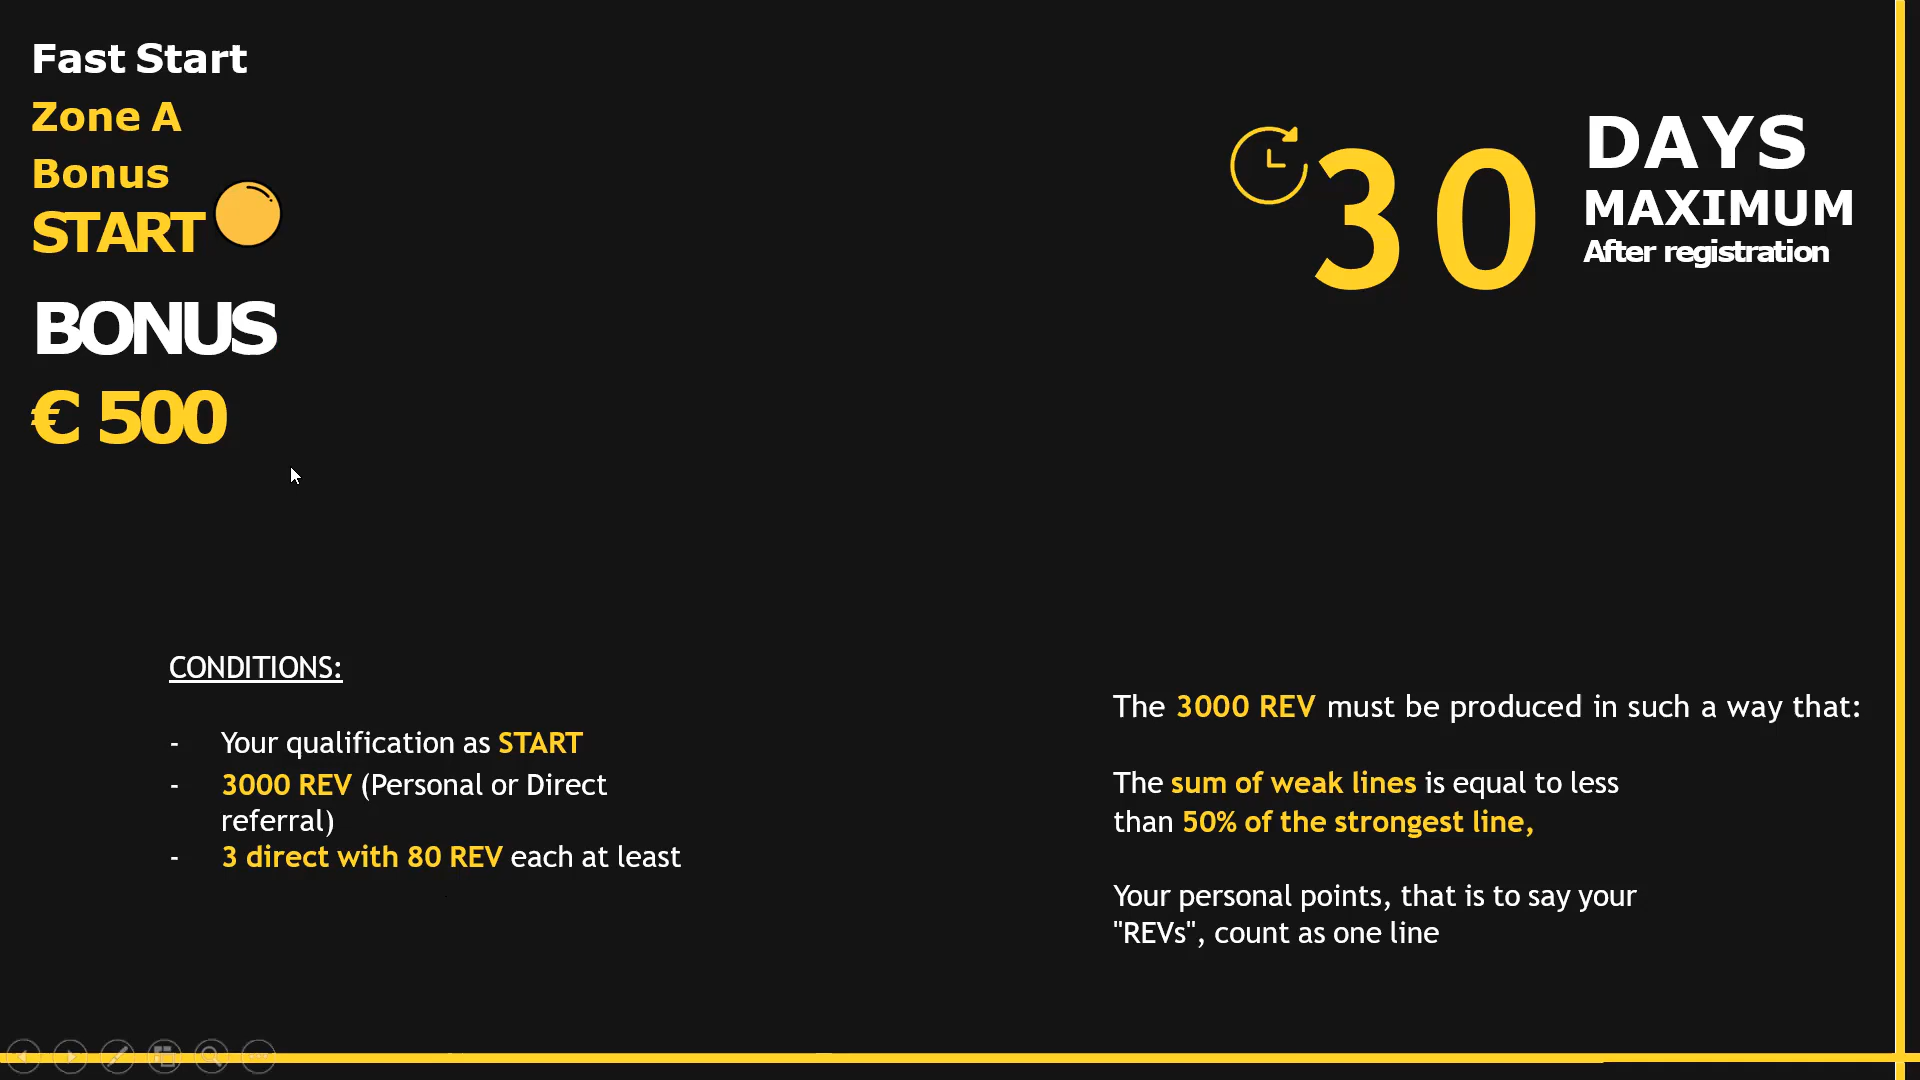 Fast Start
Zone A
Bonus
START
BONUS
€ 500
30
DAYS
MAXIMUM
After registration
CONDITIONS:
- Your qualification as START
- 3000 REV (Personal or Direct
referral)
- 3 direct with 80 REV each at least
The 3000 REV must be produced in such a way that:
The sum of weak lines is equal to less
than 50% of the strongest line,
Your personal points, that is to say your
"REVs", count as one line